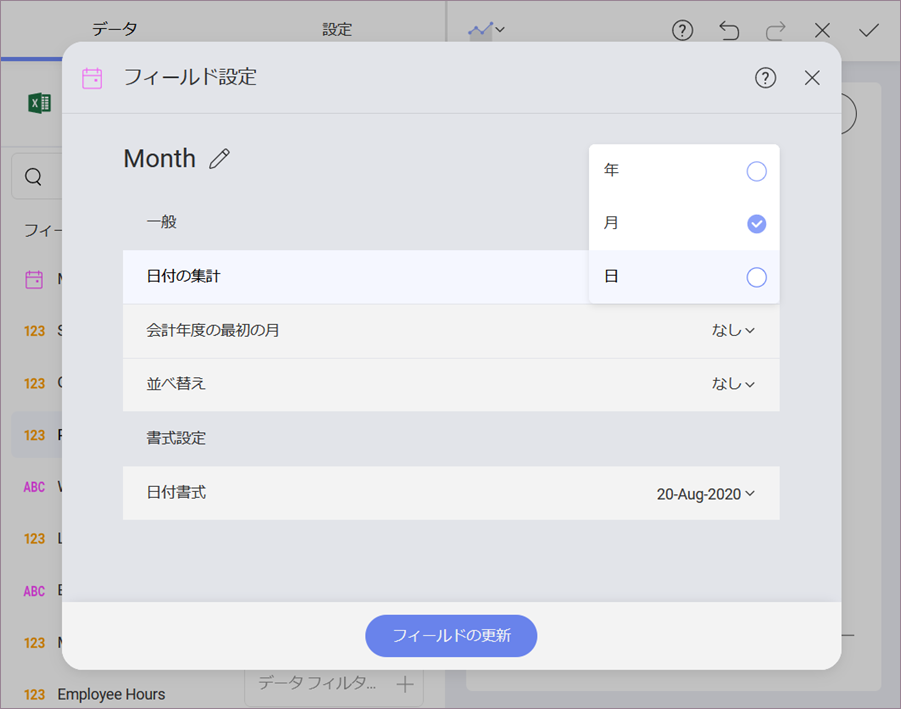 データ
設定
フィールド設定
Month
年
一般
月
日付の集計
日
会計年度の最初の月
なし
並べ替え
なし
書式設定
日付書式
20-Aug-2020
フィールドの更新
フィー
123
123
123
ABC
123
ABC
123
123
Employee Hours
データ フィルタ...